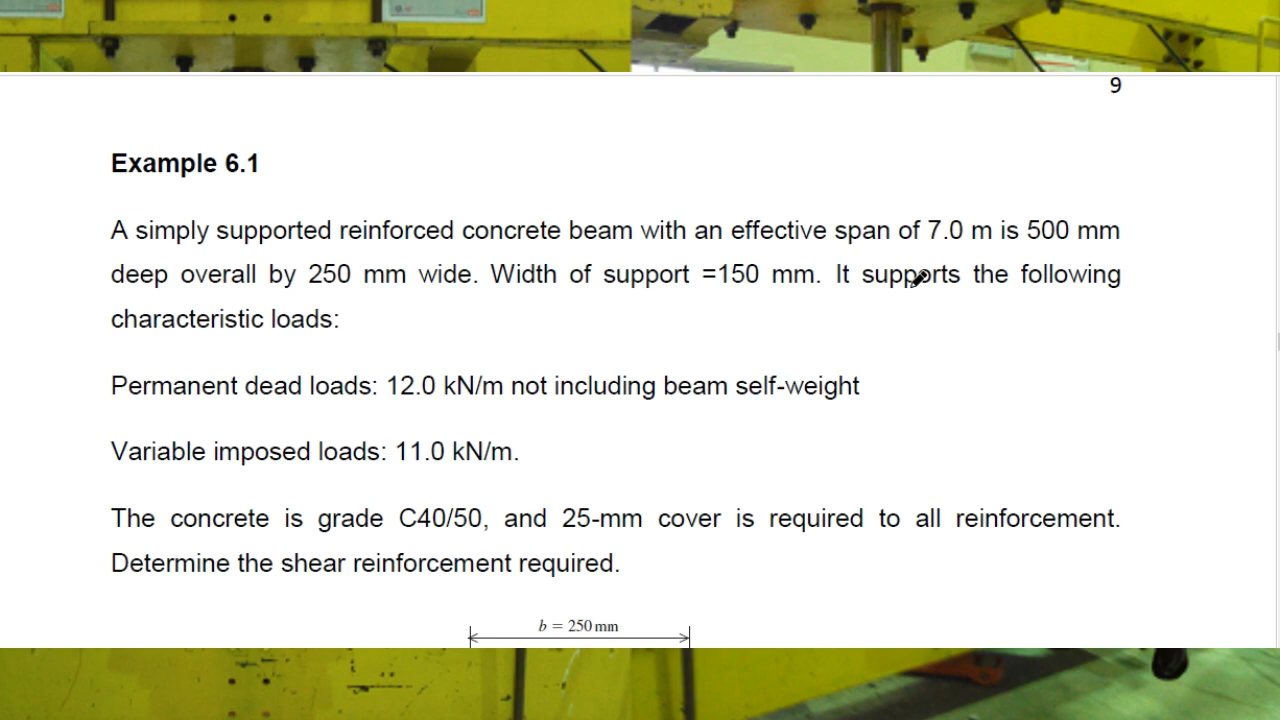 9
Example 6.1
A simply supported reinforced concrete beam with an effective span of 7.0 m is 500 mm
deep overall by 250 mm wide. Width of support =150 mm. It supports the following
characteristic loads:
Permanent dead loads: 12.0 kN/m not including beam self-weight
Variable imposed loads: 11.0 kN/m.
The concrete is grade C40/50, and 25-mm cover is required to all reinforcement.
Determine the shear reinforcement required.
b = 250 mm